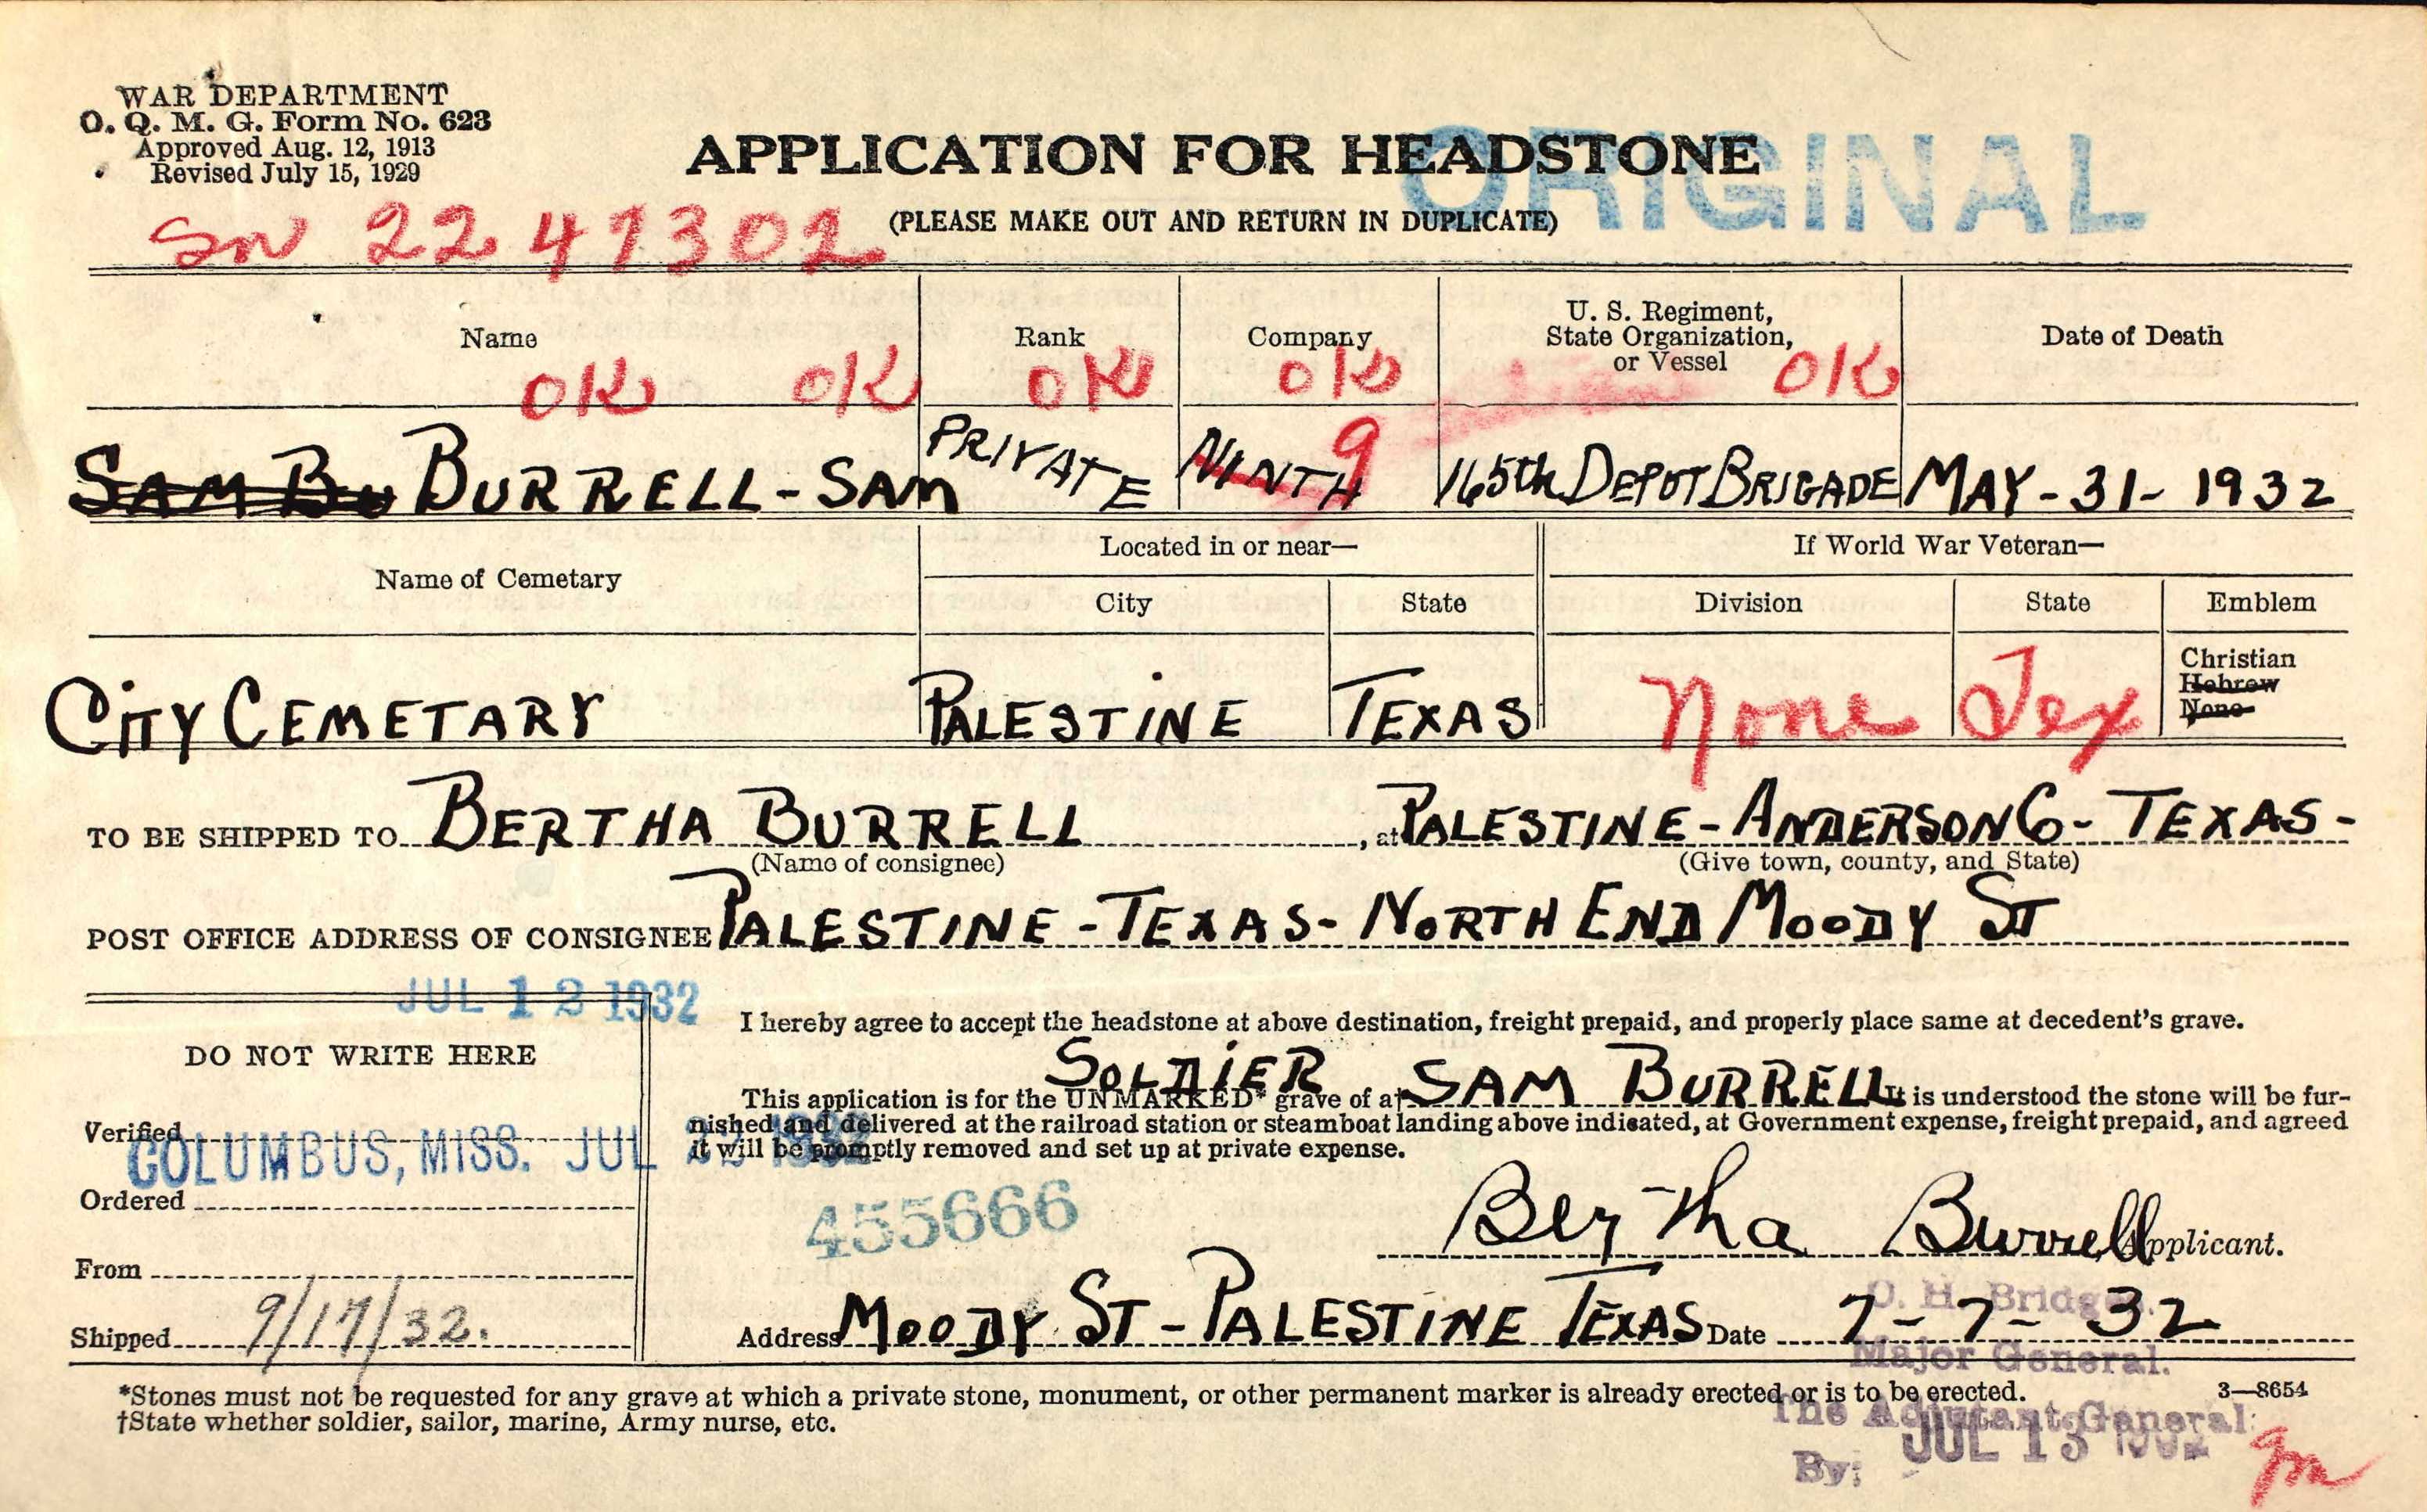 WAR DEPARTMENT
O. Q. M. G. Form No. 623
Approved Aug. 12, 1913
Revised July 15, 1929
APPLICATION FOR HEADSTONE
ORIGINAL
(PLEASE MAKE OUT AND RETURN IN DUPLICATE)
SN 2247302
Name
Rank
Company
U. S. Regiment,
State Organization,
or Vessel
Date of Death
OK OK OK OK OK
SAM BU BURRELL - SAM PRIVATE NINTH 9 165th DEPOT BRIGADE MAY - 31 - 1932
Name of Cemetary
Located in or near—
If World War Veteran—
City State Division State Emblem
Christian
Hebrew
None
CITY CEMETARY PALESTINE TEXAS None Tex
TO BE SHIPPED TO BERTHA BURRELL, at PALESTINE - ANDERSON CO - TEXAS -
(Name of consignee) (Give town, county, and State)
POST OFFICE ADDRESS OF CONSIGNEE PALESTINE - TEXAS - NORTH END MOODY ST
JUL 12 1932
I hereby agree to accept the headstone at above destination, freight prepaid, and properly place same at decedent's grave.
DO NOT WRITE HERE
SOLDIER
This application is for the UNMARKED* grave of a† SAM BURRELL It is understood the stone will be fur-
nished and delivered at the railroad station or steamboat landing above indicated, at Government expense, freight prepaid, and agreed
it will be promptly removed and set up at private expense.
Verified
COLUMBUS, MISS. JUL 22 1932
Ordered
455666
Bertha Burrell Applicant.
From
Shipped 9/17/32.
Address MOODY ST - PALESTINE TEXAS Date 7 - 7 - 32
O. H. Bridges.
Major General.
The Adjutant General.
By: JUL 13 1932
*Stones must not be requested for any grave at which a private stone, monument, or other permanent marker is already erected or is to be erected.
†State whether soldier, sailor, marine, Army nurse, etc.
3—8654